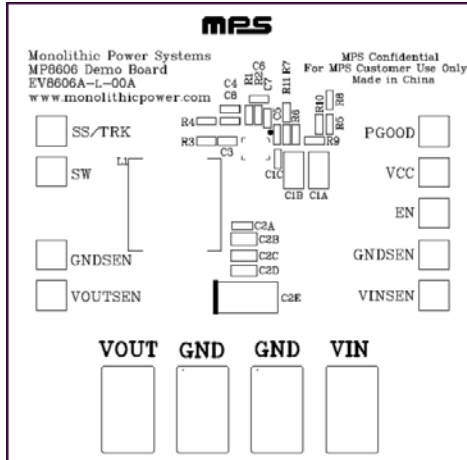 MPS
Monolithic Power Systems
MP8606 Demo Board
EV8606A-L-00A
www.monolithicpower.com
MPS Confidential
For MPS Customer Use Only
Made in China
C6
R1
R2
C7
R7
R11
C4
C8
R4
R3
C3
C5
R6
R10
R8
R5
R9
SS/TRK
PGOOD
L1
SW
C1C
C1B
C1A
VCC
EN
C2A
C2B
C2C
C2D
C2E
GNDSEN
GNDSEN
VOUTSEN
VINSEN
VOUT
GND
GND
VIN